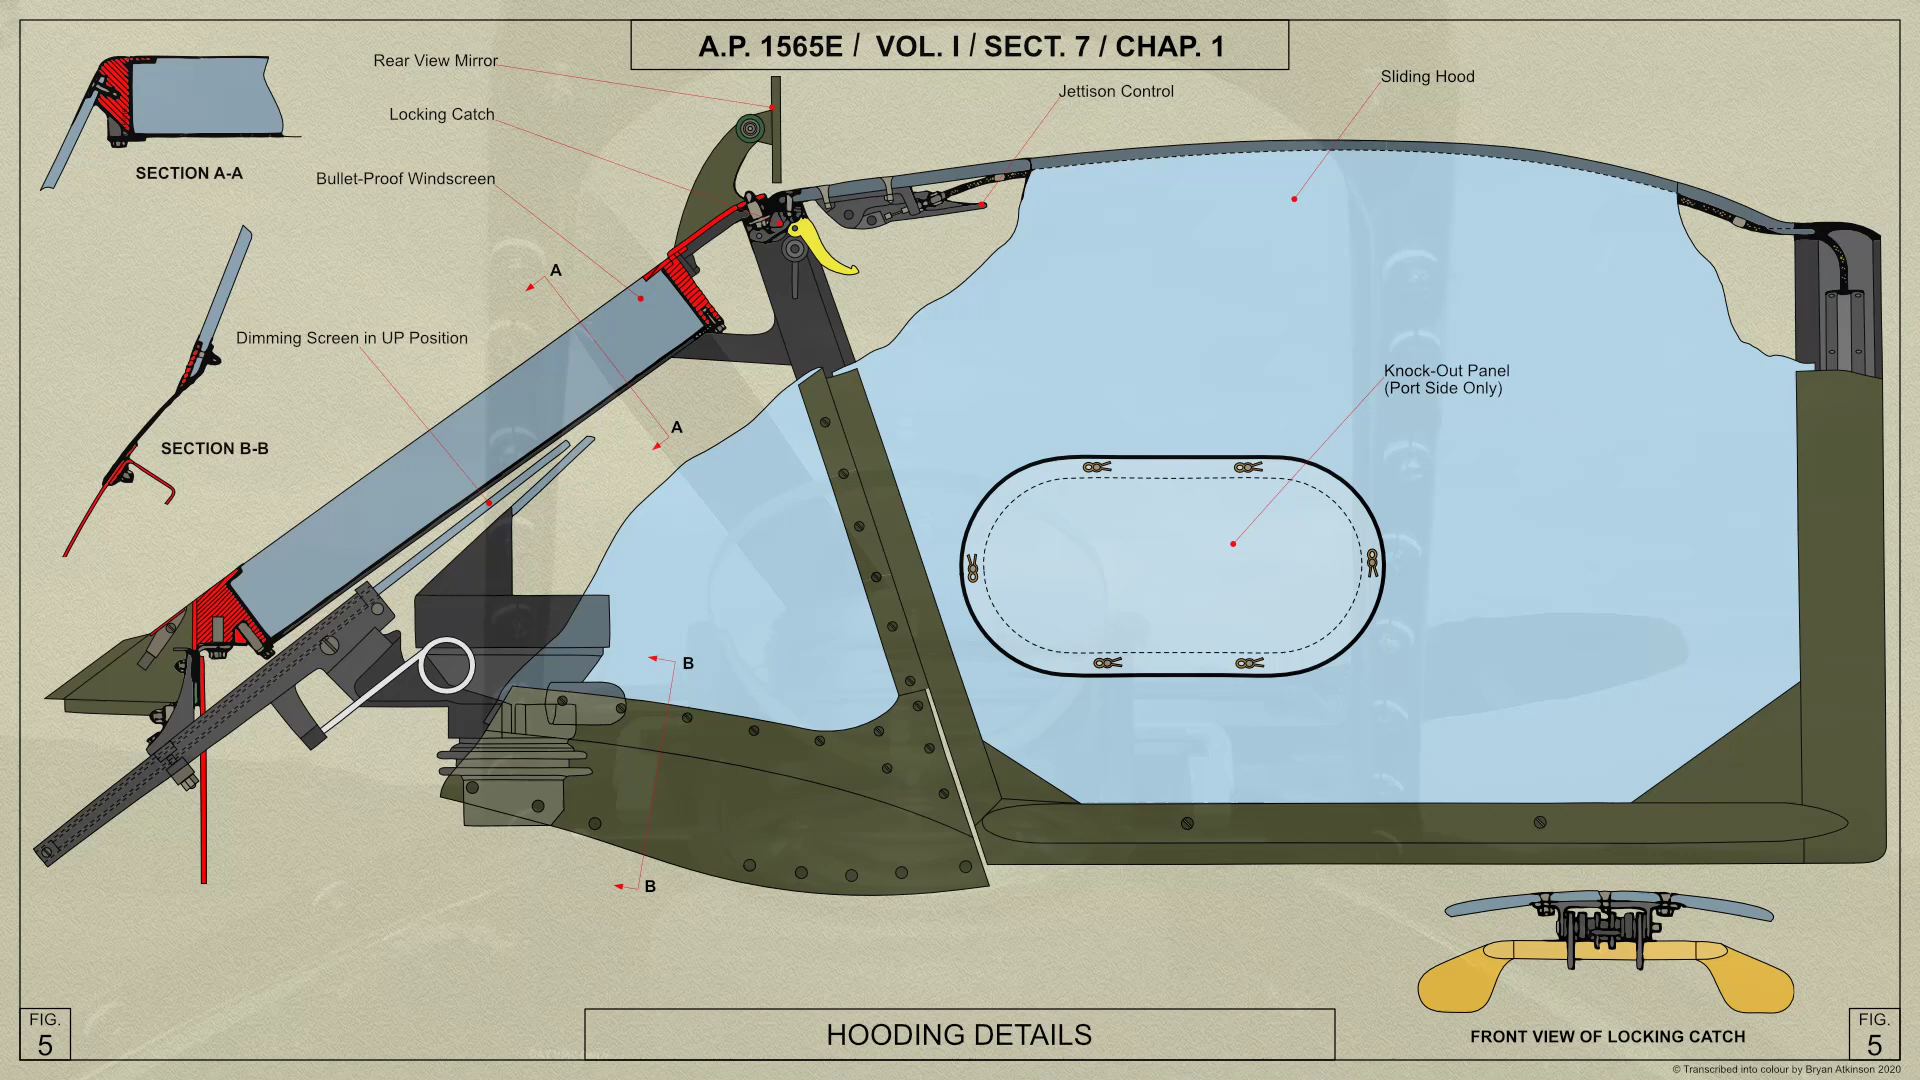 A.P. 1565E / VOL. I / SECT. 7 / CHAP. 1
Rear View Mirror
Locking Catch
Bullet-Proof Windscreen
Dimming Screen in UP Position
Jettison Control
Sliding Hood
Knock-Out Panel
(Port Side Only)
SECTION A-A
SECTION B-B
A
A
B
B
FRONT VIEW OF LOCKING CATCH
FIG.
5
HOODING DETAILS
FIG.
5
© Transcribed into colour by Bryan Atkinson 2020